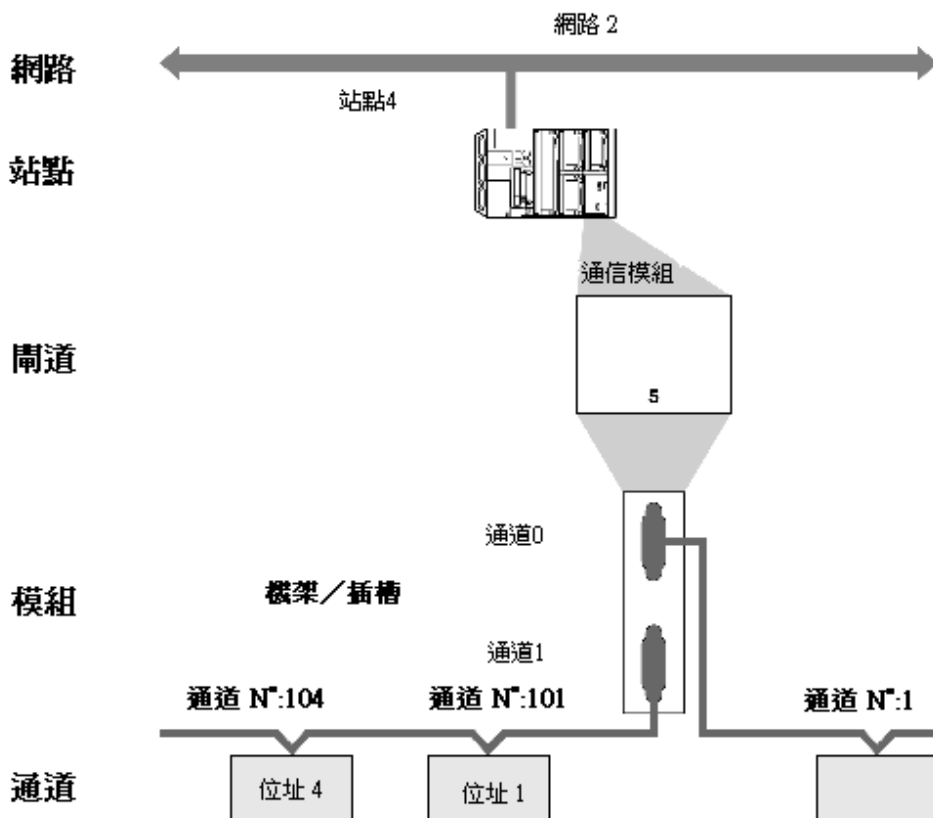 網路 2
網路
站點4
站點
通信模組
閘道
5
通道0
模組
機架／插槽
通道1
通道 N°:104
通道 N°:101
通道 N°:1
通道
位址 4
位址 1